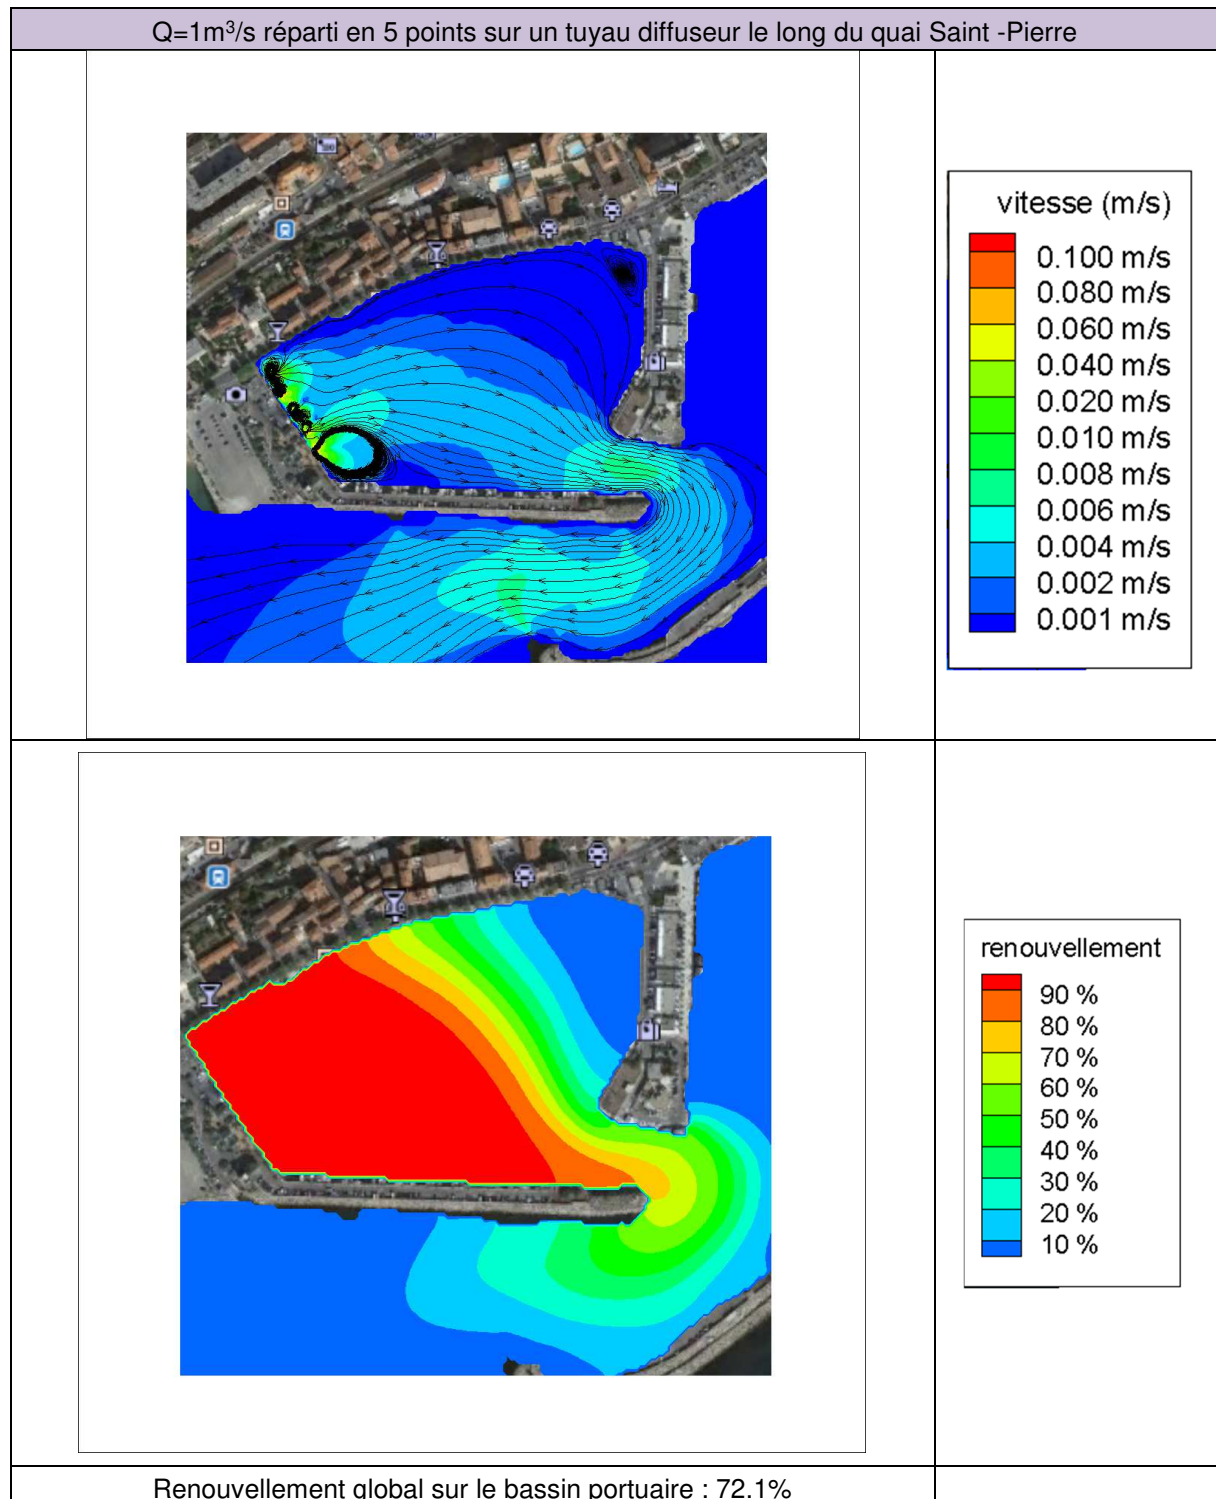 Q=1m³/s réparti en 5 points sur un tuyau diffuseur le long du quai Saint -Pierre
vitesse (m/s)
0.100 m/s
0.080 m/s
0.060 m/s
0.040 m/s
0.020 m/s
0.010 m/s
0.008 m/s
0.006 m/s
0.004 m/s
0.002 m/s
0.001 m/s
renouvellement
90 %
80 %
70 %
60 %
50 %
40 %
30 %
20 %
10 %
Renouvellement global sur le bassin portuaire : 72.1%